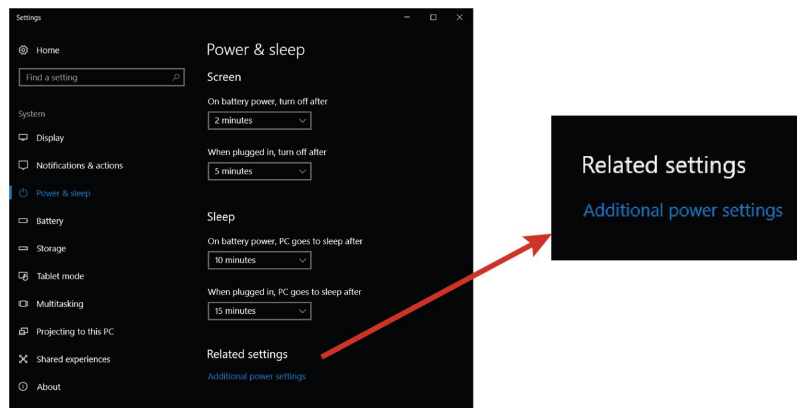 Settings
Home
Find a setting
System
Display
Notifications & actions
Power & sleep
Battery
Storage
Tablet mode
Multitasking
Projecting to this PC
Shared experiences
About
Power & sleep
Screen
On battery power, turn off after
2 minutes
When plugged in, turn off after
5 minutes
Sleep
On battery power, PC goes to sleep after
10 minutes
When plugged in, PC goes to sleep after
15 minutes
Related settings
Additional power settings
Related settings
Additional power settings